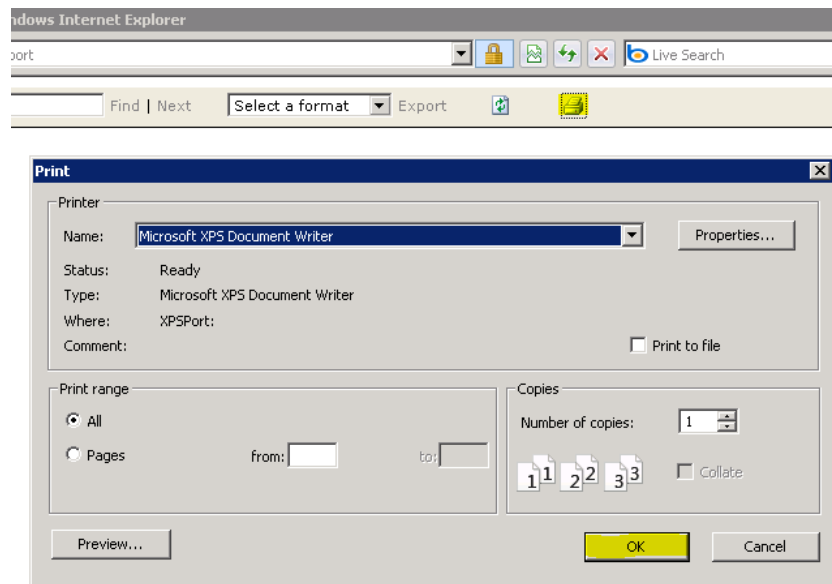 ndows Internet Explorer
port Live Search
Find | Next Select a format Export
Print
Printer
Name: Microsoft XPS Document Writer Properties...
Status: Ready
Type: Microsoft XPS Document Writer
Where: XPSPort:
Comment: Print to file
Print range Copies
All Number of copies: 1
Pages from: to: 1 1 2 2 3 3 Collate
Preview... OK Cancel